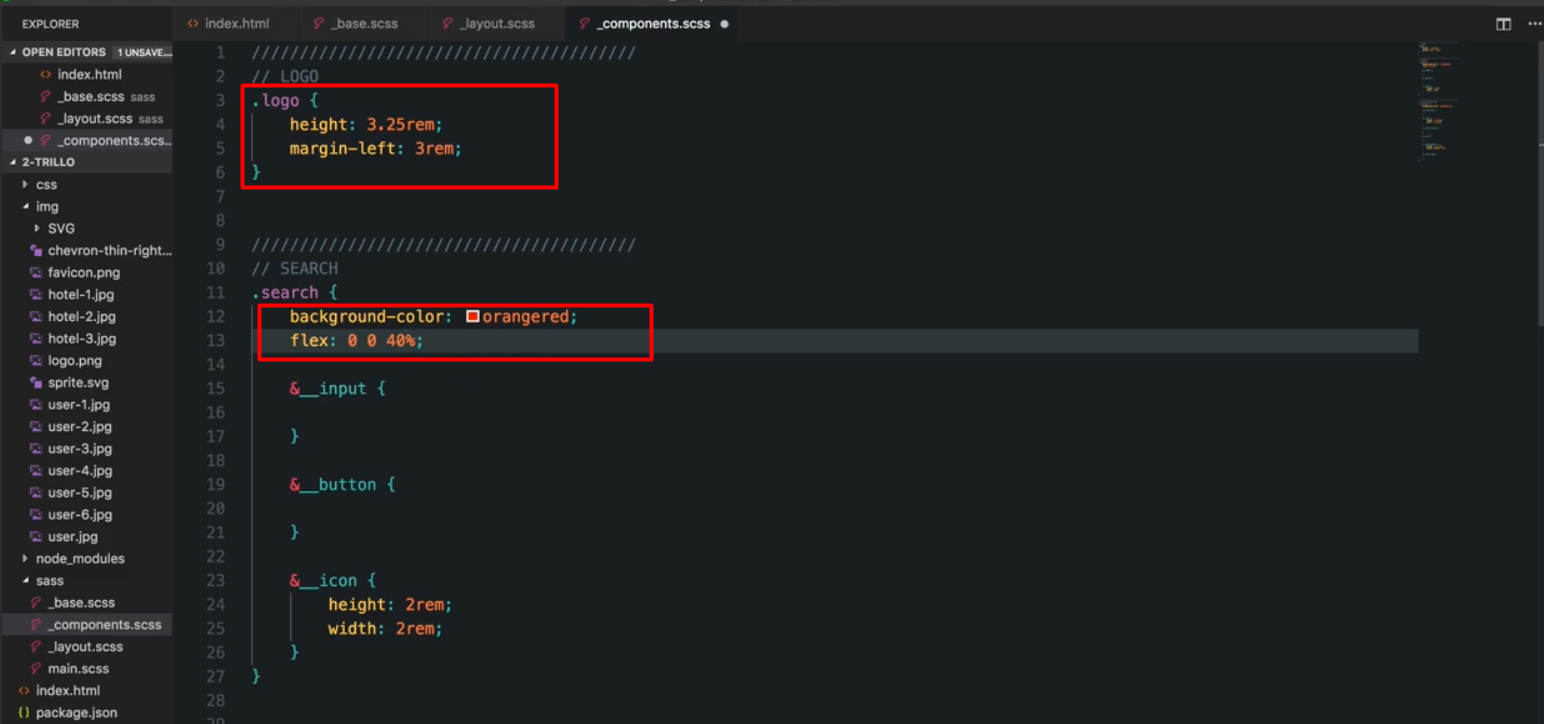 EXPLORER
index.html
_base.scss
_layout.scss
_components.scss
OPEN EDITORS 1 UNSAVE...
index.html
_base.scss sass
_layout.scss sass
_components.scs...
2-TRILLO
css
img
SVG
chevron-thin-right...
favicon.png
hotel-1.jpg
hotel-2.jpg
hotel-3.jpg
logo.png
sprite.svg
user-1.jpg
user-2.jpg
user-3.jpg
user-4.jpg
user-5.jpg
user-6.jpg
user.jpg
node_modules
sass
_base.scss
_components.scss
_layout.scss
main.scss
index.html
package.json
1 ////////////////////////////////////////
2 // LOGO
3 .logo {
4 height: 3.25rem;
5 margin-left: 3rem;
6 }
7
8
9 ////////////////////////////////////////
10 // SEARCH
11 .search {
12 background-color: orangered;
13 flex: 0 0 40%;
14
15 &__input {
16
17 }
18
19 &__button {
20
21 }
22
23 &__icon {
24 height: 2rem;
25 width: 2rem;
26 }
27 }
28